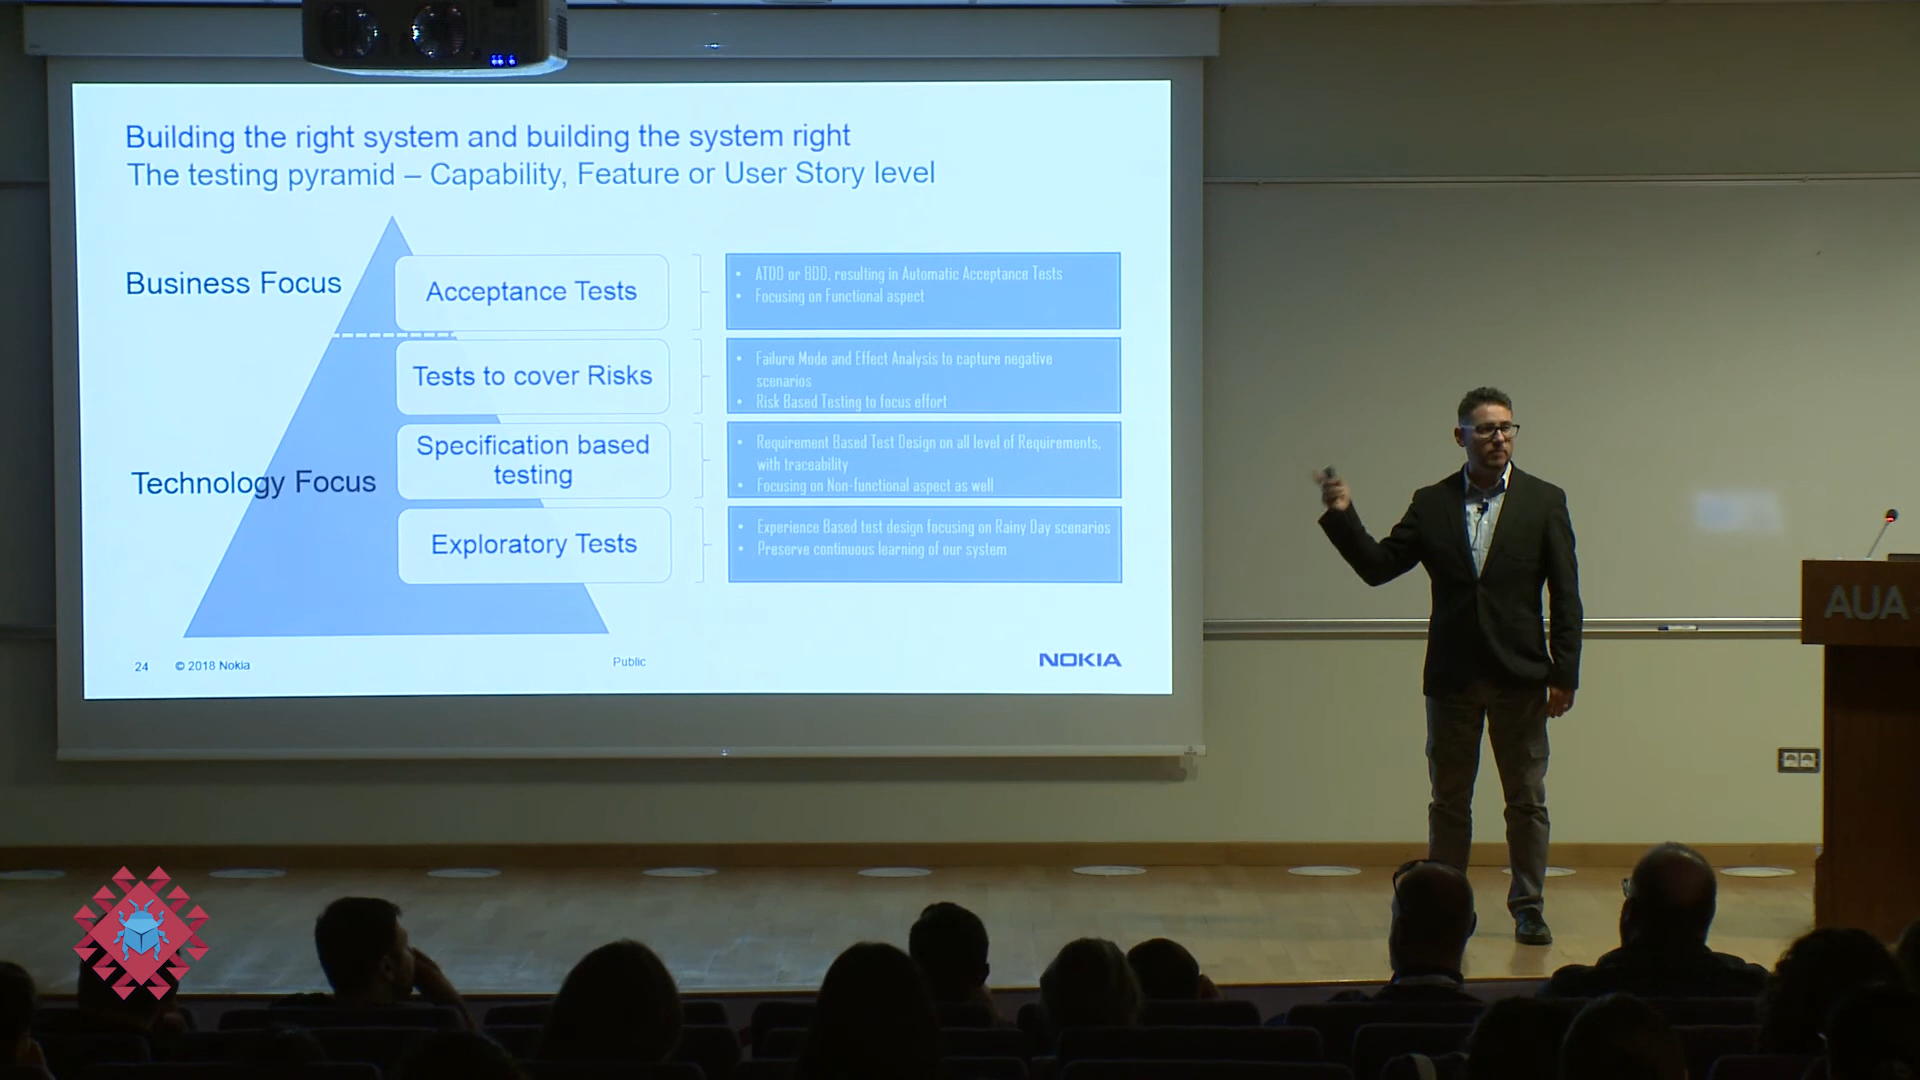 Building the right system and building the system right
The testing pyramid – Capability, Feature or User Story level
Business Focus
Acceptance Tests
• ATDD or BDD, resulting in Automatic Acceptance Tests
• Focusing on Functional aspect
Tests to cover Risks
• Failure Mode and Effect Analysis to capture negative
scenarios
• Risk Based Testing to focus effort
Technology Focus
Specification based
testing
• Requirement Based Test Design on all level of Requirements,
with traceability
• Focusing on Non-functional aspect as well
Exploratory Tests
• Experience Based test design focusing on Rainy Day scenarios
• Preserve continuous learning of our system
24 © 2018 Nokia
Public
NOKIA
AUA